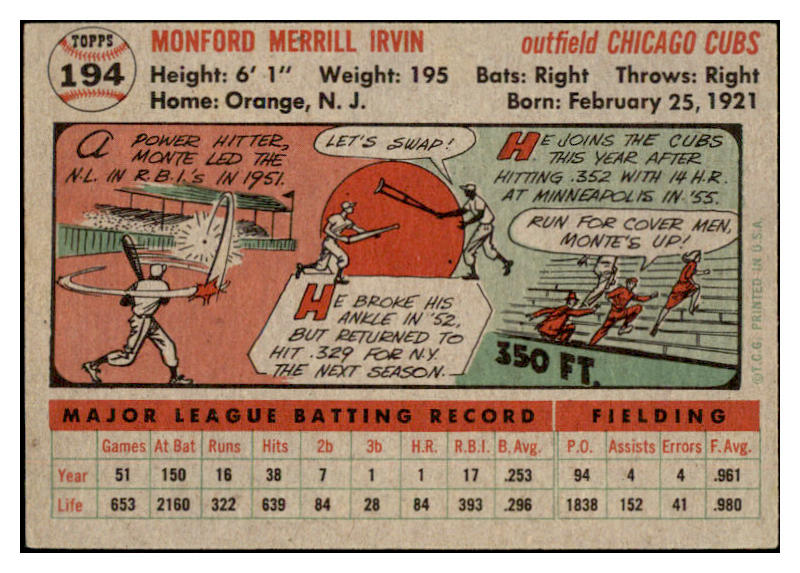 TOPPS
194
MONFORD MERRILL IRVIN
outfield CHICAGO CUBS
Height: 6' 1" Weight: 195 Bats: Right Throws: Right
Home: Orange, N. J.
Born: February 25, 1921
A POWER HITTER,
MONTE LED THE
N.L. IN R.B.I.'S IN 1951.
LET'S SWAP!
HE BROKE HIS
ANKLE IN '52,
BUT RETURNED TO
HIT .329 FOR N.Y.
THE NEXT SEASON.
HE JOINS THE CUBS
THIS YEAR AFTER
HITTING .352 WITH 14 H.R.
AT MINNEAPOLIS IN '55.
RUN FOR COVER MEN,
MONTE'S UP!
350 FT.
©T.C.G. PRINTED IN U.S.A.
MAJOR LEAGUE BATTING RECORD FIELDING
Games At Bat Runs Hits 2b 3b H.R. R.B.I. B. Avg. P.O. Assists Errors F. Avg.
Year 51 150 16 38 7 1 1 17 .253 94 4 4 .961
Life 653 2160 322 639 84 28 84 393 .296 1838 152 41 .980